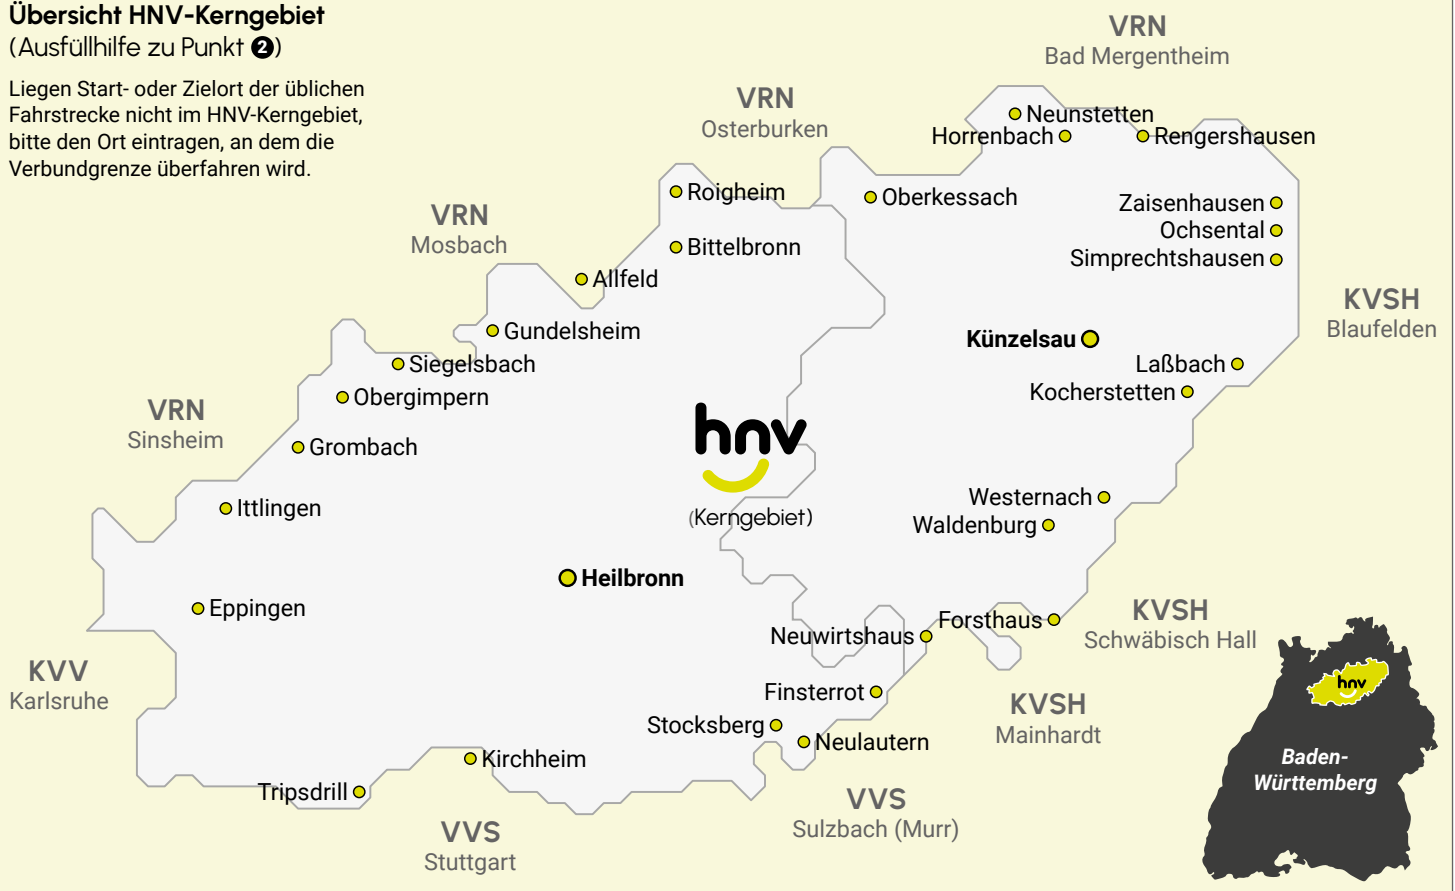 Übersicht HNV-Kerngebiet
(Ausfüllhilfe zu Punkt 2)
Liegen Start- oder Zielort der üblichen
Fahrstrecke nicht im HNV-Kerngebiet,
bitte den Ort eintragen, an dem die
Verbundgrenze überfahren wird.
VRN
Bad Mergentheim
VRN
Osterburken
Neunstetten
Horrenbach
Rengershausen
Roigheim
Oberkessach
Zaisenhausen
Ochsental
Simprechtshausen
VRN
Mosbach
Bittelbronn
Allfeld
KVSH
Blaufelden
Gundelsheim
Künzelsau
Siegelsbach
Laßbach
Obergimpern
Kocherstetten
VRN
Sinsheim
Grombach
hnv
(Kerngebiet)
Ittlingen
Westernach
Waldenburg
Heilbronn
Eppingen
Neuwirtshaus
Forsthaus
KVSH
Schwäbisch Hall
KVV
Karlsruhe
Finsterrot
KVSH
Mainhardt
Stocksberg
Neulautern
Kirchheim
Tripsdrill
VVS
Sulzbach (Murr)
VVS
Stuttgart
hnv
Baden-
Württemberg